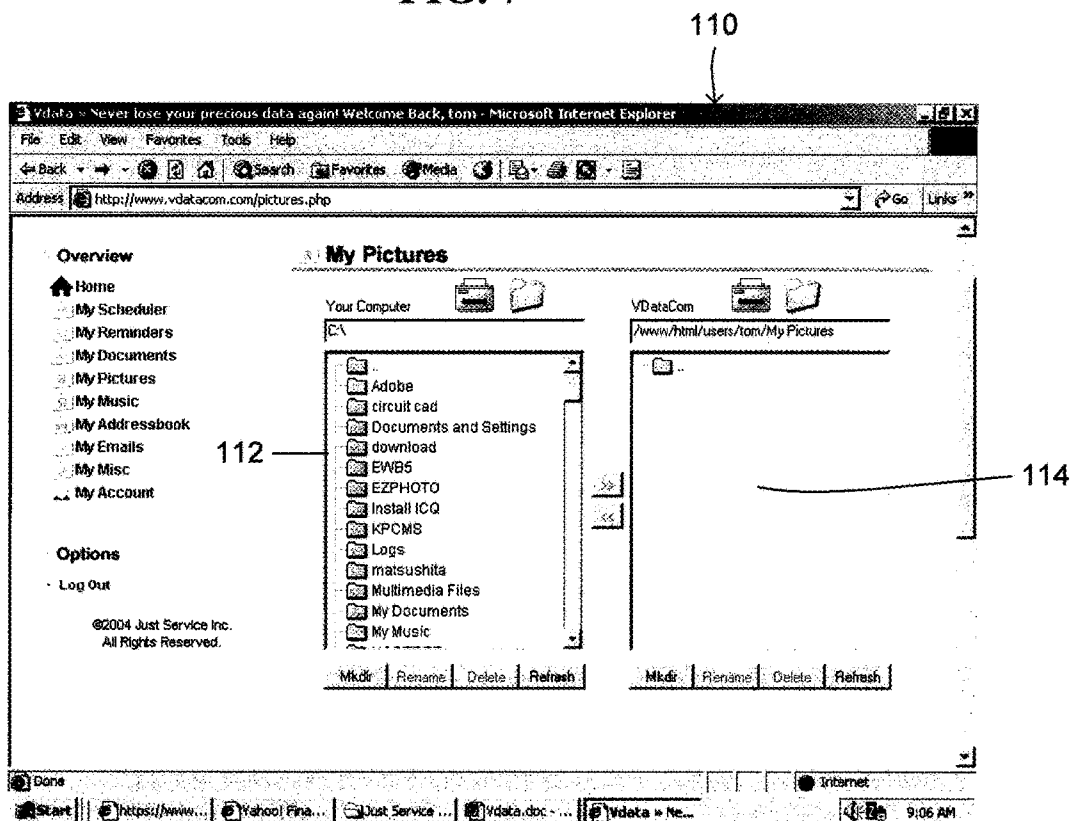 110
Vdata » Never lose your precious data again! Welcome Back, tom - Microsoft Internet Explorer
File Edit View Favorites Tools Help
Back Search Favorites Media
Address http://www.vdatacom.com/pictures.php Go Links »
Overview
Home
My Scheduler
My Reminders
My Documents
My Pictures
My Music
My Addressbook
My Emails
My Misc
My Account
Options
Log Out
©2004 Just Service Inc.
All Rights Reserved.
My Pictures
Your Computer
C:\
..
Adobe
circuit cad
Documents and Settings
download
EWB5
EZPHOTO
Install ICQ
KPCMS
Logs
matsushita
Multimedia Files
My Documents
My Music
Mkdir Rename Delete Refresh
112
>>
<<
VDataCom
/www/html/users/tom/My Pictures
..
Mkdir Rename Delete Refresh
114
Done Internet
Start https://www... Yahoo! Fina... Just Service ... Vdata.doc - ... Vdata » Ne... 9:06 AM